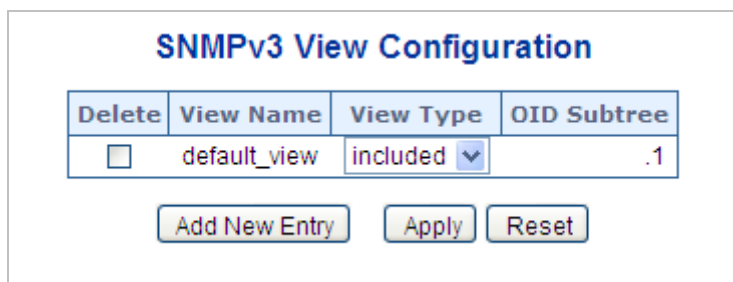 SNMPv3 View Configuration
Delete View Name View Type OID Subtree
default_view included .1
Add New Entry Apply Reset